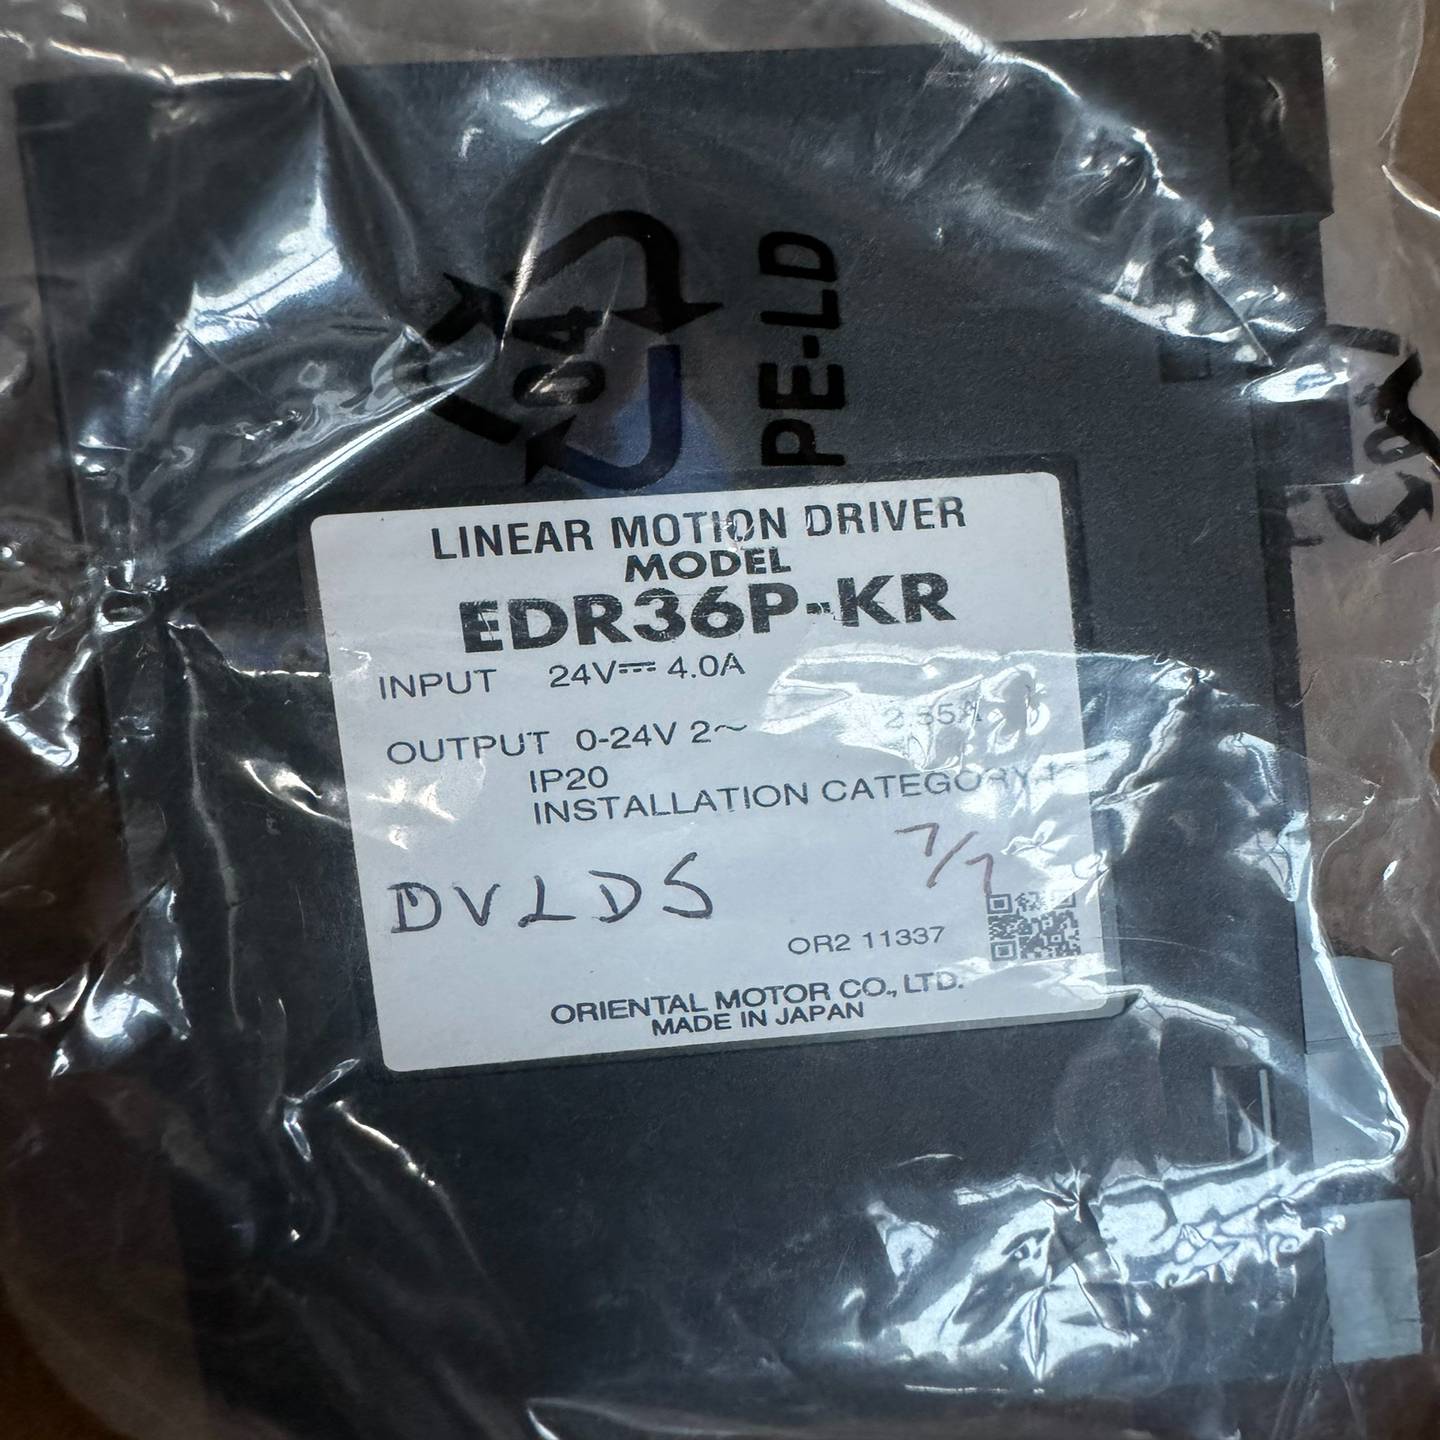 04
PE-LD
LINEAR MOTION DRIVER
MODEL
EDR36P-KR
INPUT 24V⎓ 4.0A
OUTPUT 0-24V 2~
IP20
INSTALLATION CATEGORY I
7/7
DVLDS
OR2 11337
ORIENTAL MOTOR CO., LTD.
MADE IN JAPAN